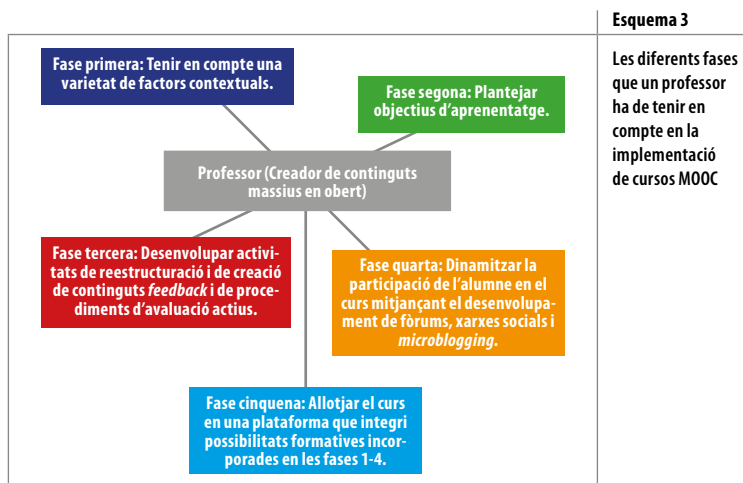 Esquema 3
Les diferents fases
que un professor
ha de tenir en
compte en la
implementació
de cursos MOOC
Fase primera: Tenir en compte una
varietat de factors contextuals.
Fase segona: Plantejar
objectius d’aprenentatge.
Professor (Creador de continguts
massius en obert)
Fase tercera: Desenvolupar activi-
tats de reestructuració i de creació
de continguts feedback i de proce-
diments d’avaluació actius.
Fase quarta: Dinamitzar la
participació de l’alumne en el
curs mitjançant el desenvolupa-
ment de fòrums, xarxes socials i
microblogging.
Fase cinquena: Allotjar el curs
en una plataforma que integri
possibilitats formatives incor-
porades en les fases 1-4.